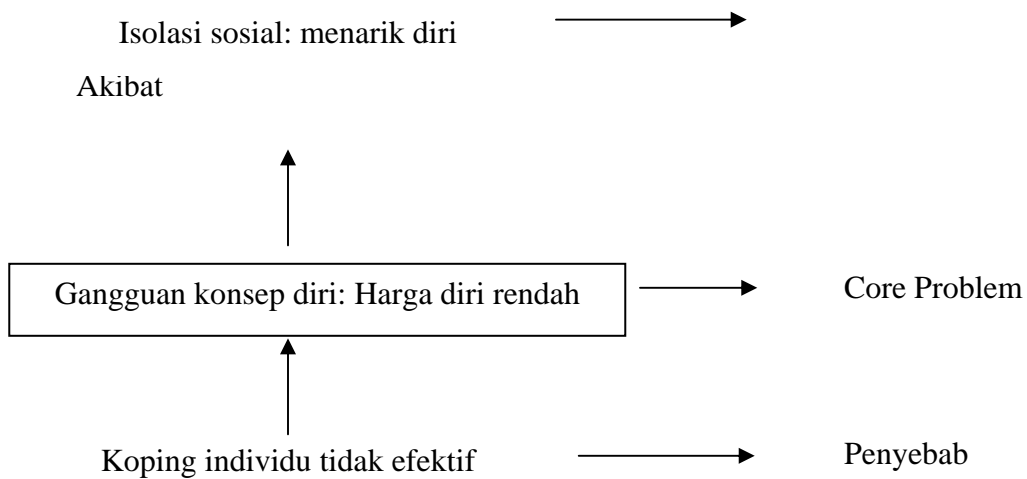 Isolasi sosial: menarik diri
Akibat
Gangguan konsep diri: Harga diri rendah
Core Problem
Koping individu tidak efektif
Penyebab